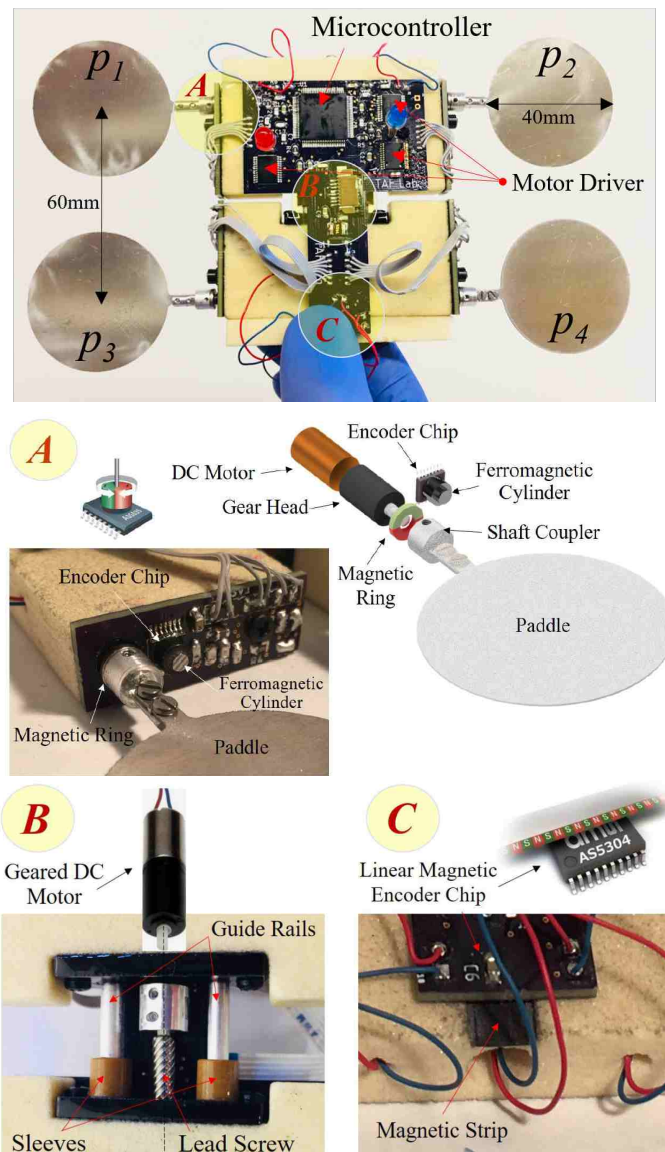 Microcontroller
p1
A
p2
40mm
60mm
B
Motor Driver
p3
C
p4
A
Encoder Chip
DC Motor
Ferromagnetic
Cylinder
Gear Head
Shaft Coupler
Magnetic
Ring
Paddle
Encoder Chip
Ferromagnetic
Cylinder
Magnetic Ring
Paddle
B
Geared DC
Motor
Guide Rails
Sleeves
Lead Screw
C
Linear Magnetic
Encoder Chip
N S N S N S N S N S N
AS5304
C6
Magnetic Strip